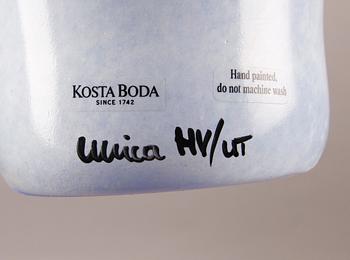 KOSTA BODA
SINCE 1742
Hand painted,
do not machine wash
Unica HV/UT